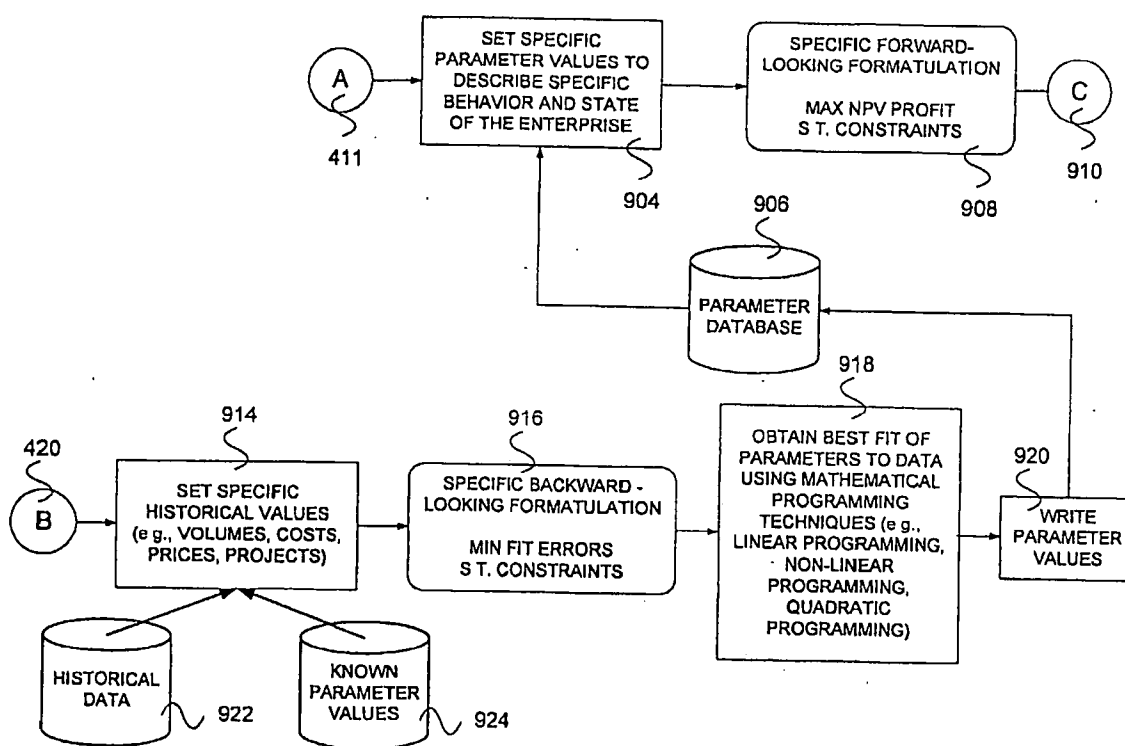 A
411
SET SPECIFIC
PARAMETER VALUES TO
DESCRIBE SPECIFIC
BEHAVIOR AND STATE
OF THE ENTERPRISE
904
SPECIFIC FORWARD-
LOOKING FORMATULATION
MAX NPV PROFIT
S T. CONSTRAINTS
908
C
910
906
PARAMETER
DATABASE
420
B
914
SET SPECIFIC
HISTORICAL VALUES
(e g., VOLUMES, COSTS,
PRICES, PROJECTS)
916
SPECIFIC BACKWARD -
LOOKING FORMATULATION
MIN FIT ERRORS
S T. CONSTRAINTS
918
OBTAIN BEST FIT OF
PARAMETERS TO DATA
USING MATHEMATICAL
PROGRAMMING
TECHNIQUES (e g.,
LINEAR PROGRAMMING,
NON-LINEAR
PROGRAMMING,
QUADRATIC
PROGRAMMING)
920
WRITE
PARAMETER
VALUES
HISTORICAL
DATA
922
KNOWN
PARAMETER
VALUES
924